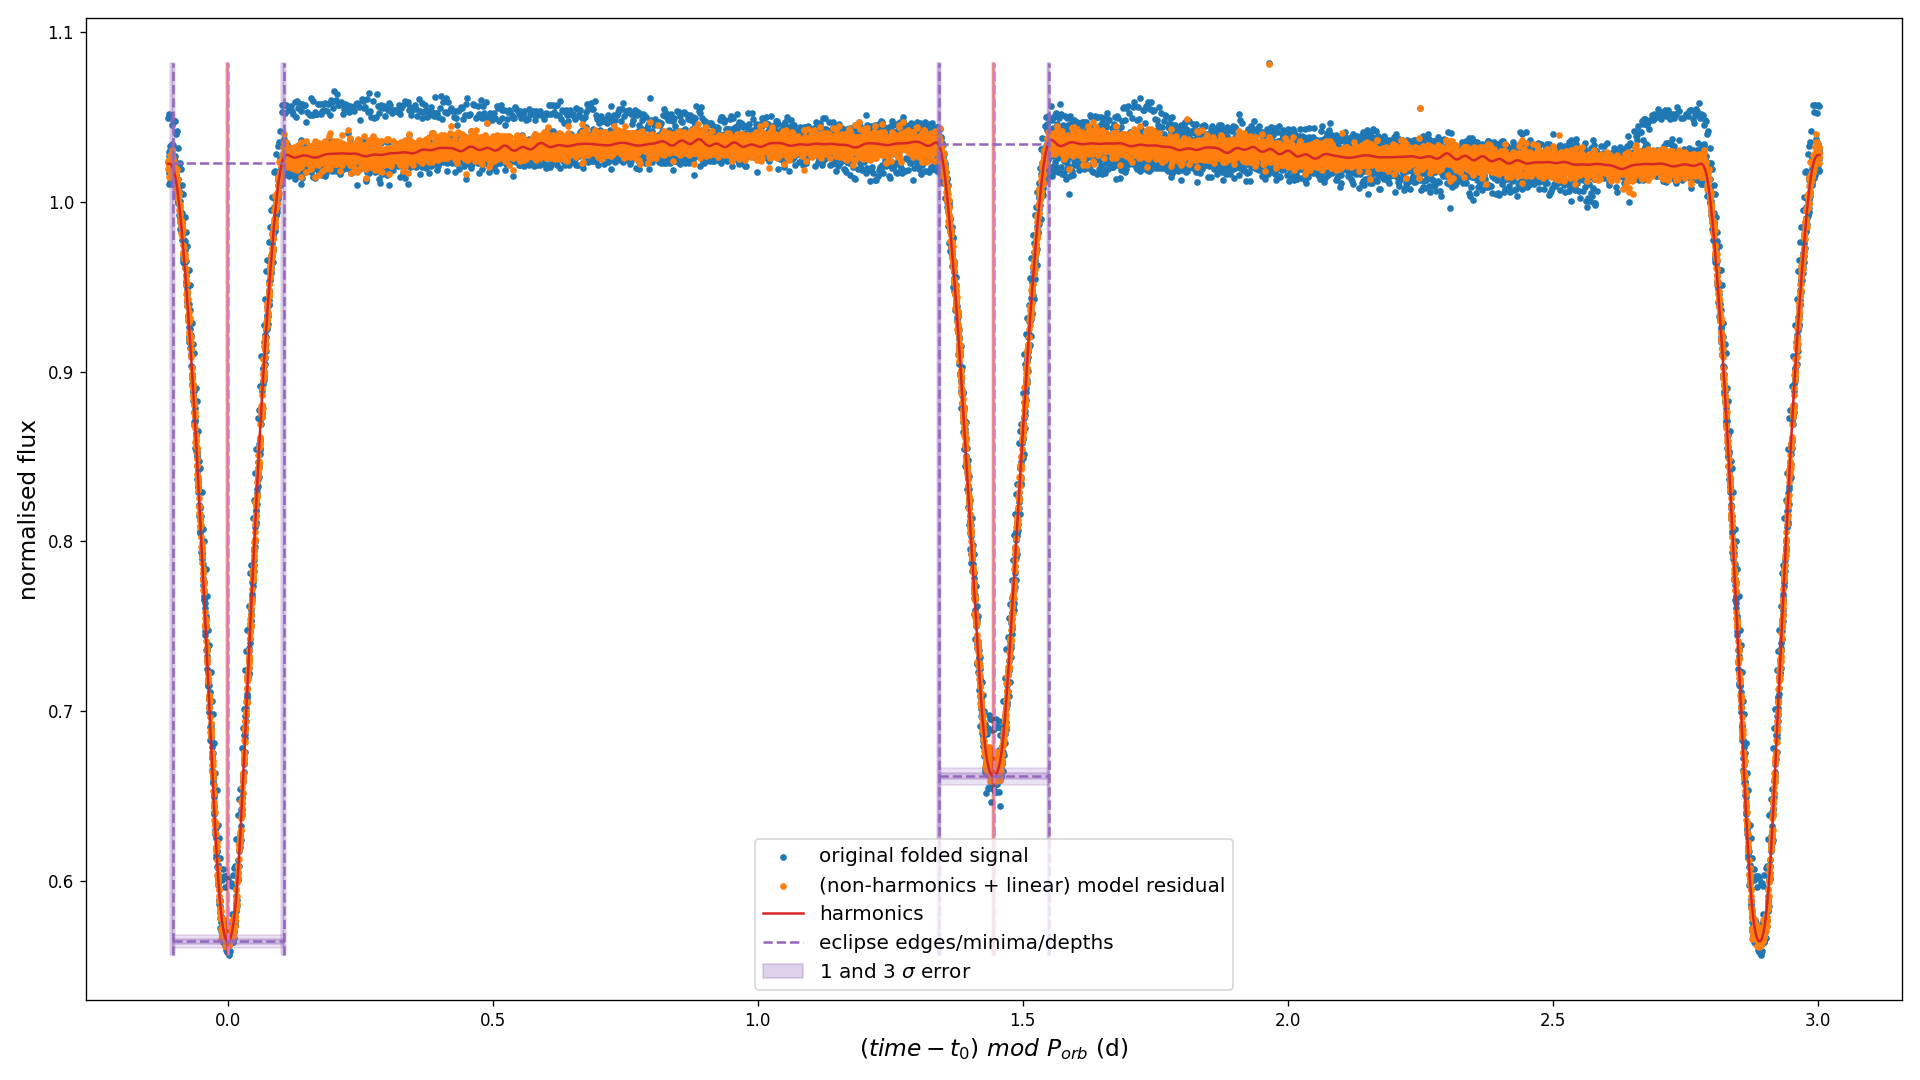 1.1
1.0
0.9
0.8
0.7
0.6
normalised flux
original folded signal
(non-harmonics + linear) model residual
harmonics
eclipse edges/minima/depths
1 and 3 σ error
0.0 0.5 1.0 1.5 2.0 2.5 3.0
(time − t₀) mod Pₒᵣb (d)